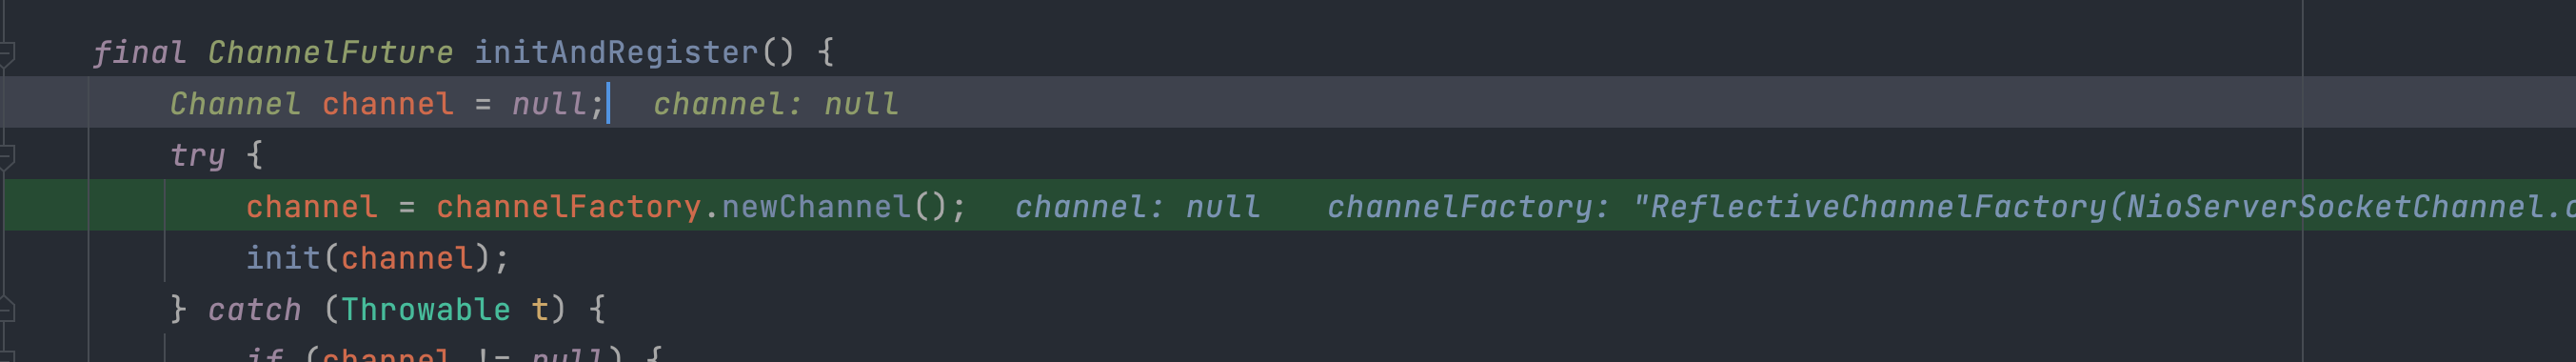 final ChannelFuture initAndRegister() {
Channel channel = null; channel: null
try {
channel = channelFactory.newChannel(); channel: null channelFactory: "ReflectiveChannelFactory(NioServerSocketChannel.c
init(channel);
} catch (Throwable t) {
if (channel != null) {